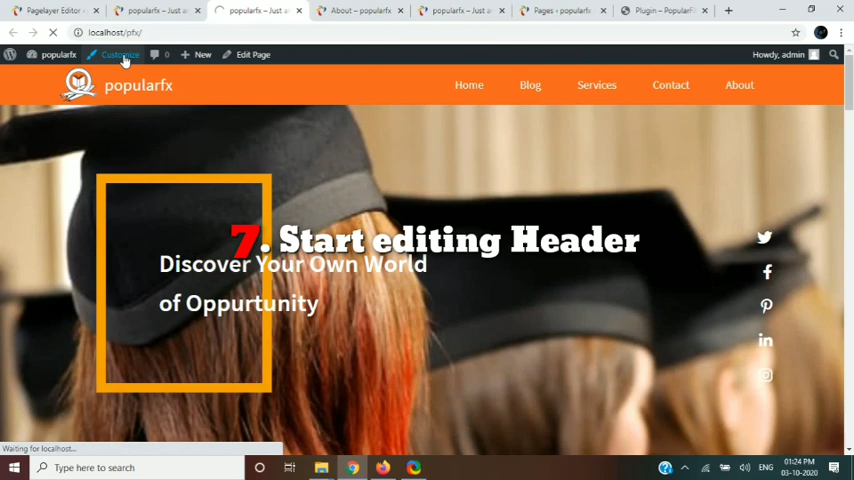 Pagelayer Editor
popularfx – Just a
popularfx – Just a
About – popularfx
popularfx – Just a
Pages ‹ popularfx
Plugin – PopularF
localhost/pfx/
popularfx
Customize
0
New
Edit Page
Howdy, admin
popularfx
Home
Blog
Services
Contact
About
7. Start editing Header
Discover Your Own World
of Oppurtunity
Waiting for localhost...
Type here to search
ENG
01:24 PM
03-10-2020